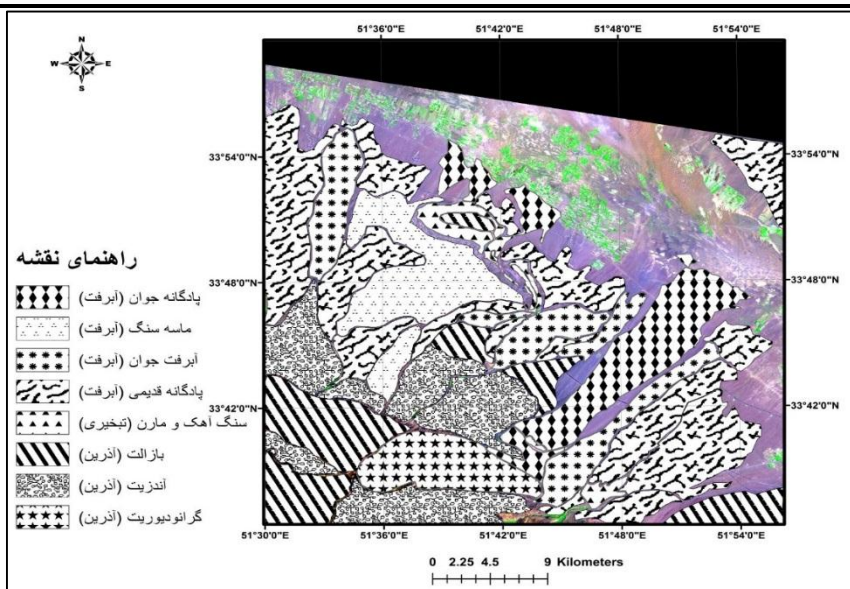 N
W E
S
51°36'0"E 51°42'0"E 51°48'0"E 51°54'0"E
33°54'0"N 33°54'0"N
33°48'0"N 33°48'0"N
33°42'0"N 33°42'0"N
راهنمای نقشه
پادگانه جوان (آبرفت)
ماسه سنگ (آبرفت)
آبرفت جوان (آبرفت)
پادگانه قدیمی (آبرفت)
سنگ آهک و مارن (تبخیری)
بازالت (آذرین)
آندزیت (آذرین)
گرانودیوریت (آذرین)
51°30'0"E 51°36'0"E 51°42'0"E 51°48'0"E 51°54'0"E
0 2.25 4.5 9 Kilometers